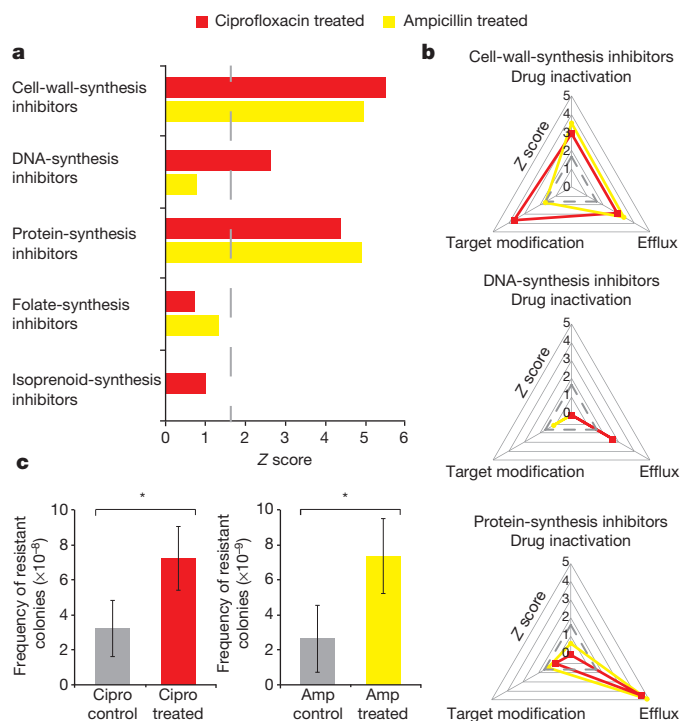 Ciprofloxacin treated Ampicillin treated
a
Cell-wall-synthesis
inhibitors
DNA-synthesis
inhibitors
Protein-synthesis
inhibitors
Folate-synthesis
inhibitors
Isoprenoid-synthesis
inhibitors
0 1 2 3 4 5 6
Z score
b
Cell-wall-synthesis inhibitors
Drug inactivation
5
4
3
2
1
0
Z score
Target modification Efflux
DNA-synthesis inhibitors
Drug inactivation
5
4
3
2
1
0
Z score
Target modification Efflux
Protein-synthesis inhibitors
Drug inactivation
5
4
3
2
1
0
Z score
Target modification Efflux
c
Frequency of resistant
colonies (×10⁻⁸)
10
8
6
4
2
0
*
Cipro Cipro
control treated
Frequency of resistant
colonies (×10⁻⁹)
10
8
6
4
2
0
*
Amp Amp
control treated